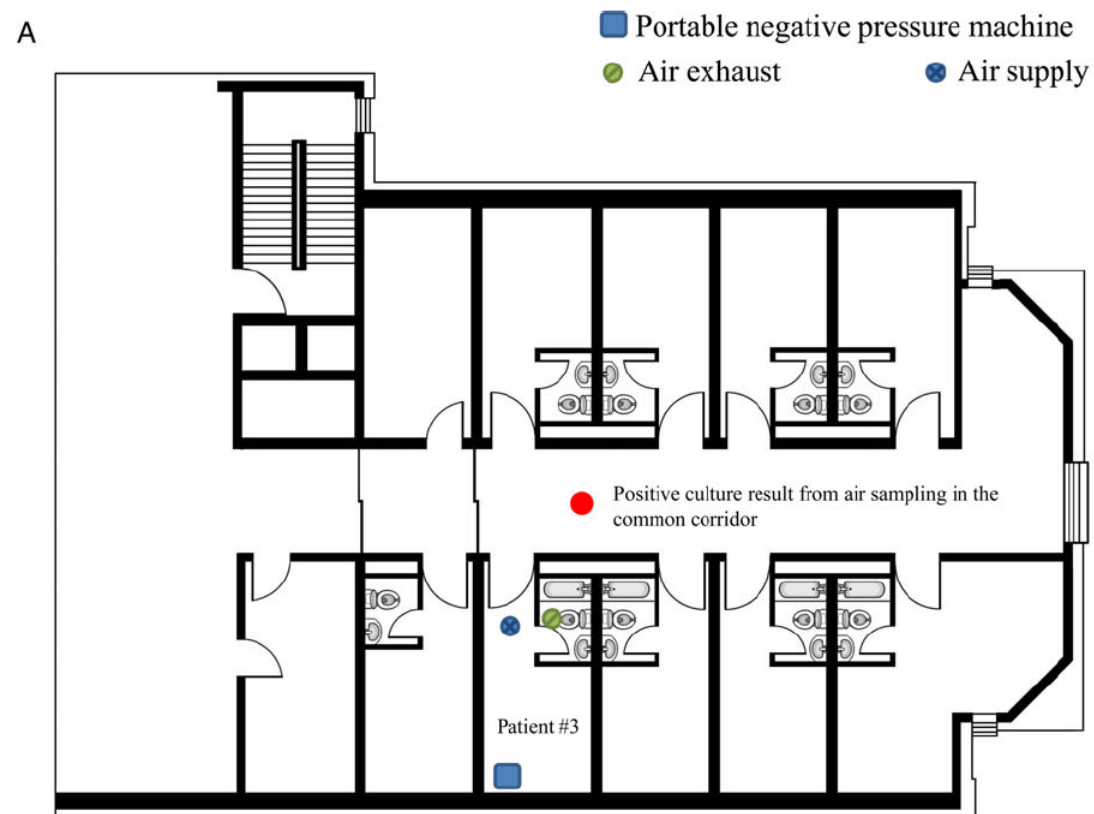 A
Portable negative pressure machine
Air exhaust
Air supply
Positive culture result from air sampling in the
common corridor
Patient #3